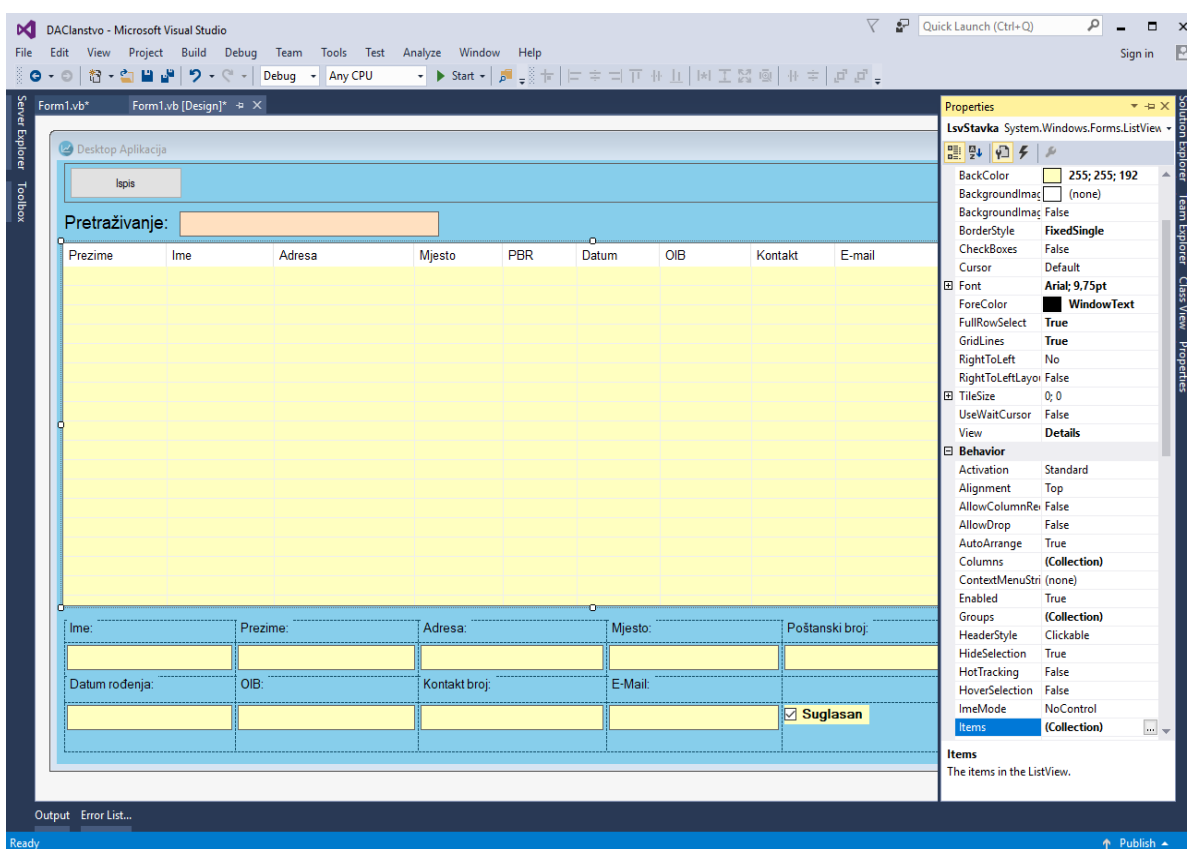 DAClanstvo - Microsoft Visual Studio
Quick Launch (Ctrl+Q)
File Edit View Project Build Debug Team Tools Test Analyze Window Help
Sign in
Debug Any CPU Start
Server Explorer
Toolbox
Form1.vb*
Form1.vb [Design]*
Desktop Aplikacija
Ispis
Pretraživanje:
Prezime Ime Adresa Mjesto PBR Datum OIB Kontakt E-mail
Ime: Prezime: Adresa: Mjesto: Poštanski broj:
Datum rođenja: OIB: Kontakt broj: E-Mail:
Suglasan
Properties
LsvStavka System.Windows.Forms.ListView
BackColor 255; 255; 192
BackgroundImag (none)
BackgroundImag False
BorderStyle FixedSingle
CheckBoxes False
Cursor Default
Font Arial; 9,75pt
ForeColor WindowText
FullRowSelect True
GridLines True
RightToLeft No
RightToLeftLayou False
TileSize 0; 0
UseWaitCursor False
View Details
Behavior
Activation Standard
Alignment Top
AllowColumnReo False
AllowDrop False
AutoArrange True
Columns (Collection)
ContextMenuStri (none)
Enabled True
Groups (Collection)
HeaderStyle Clickable
HideSelection True
HotTracking False
HoverSelection False
ImeMode NoControl
Items (Collection) ...
Items
The items in the ListView.
Solution Explorer
Team Explorer
Class View
Properties
Output Error List...
Ready
Publish